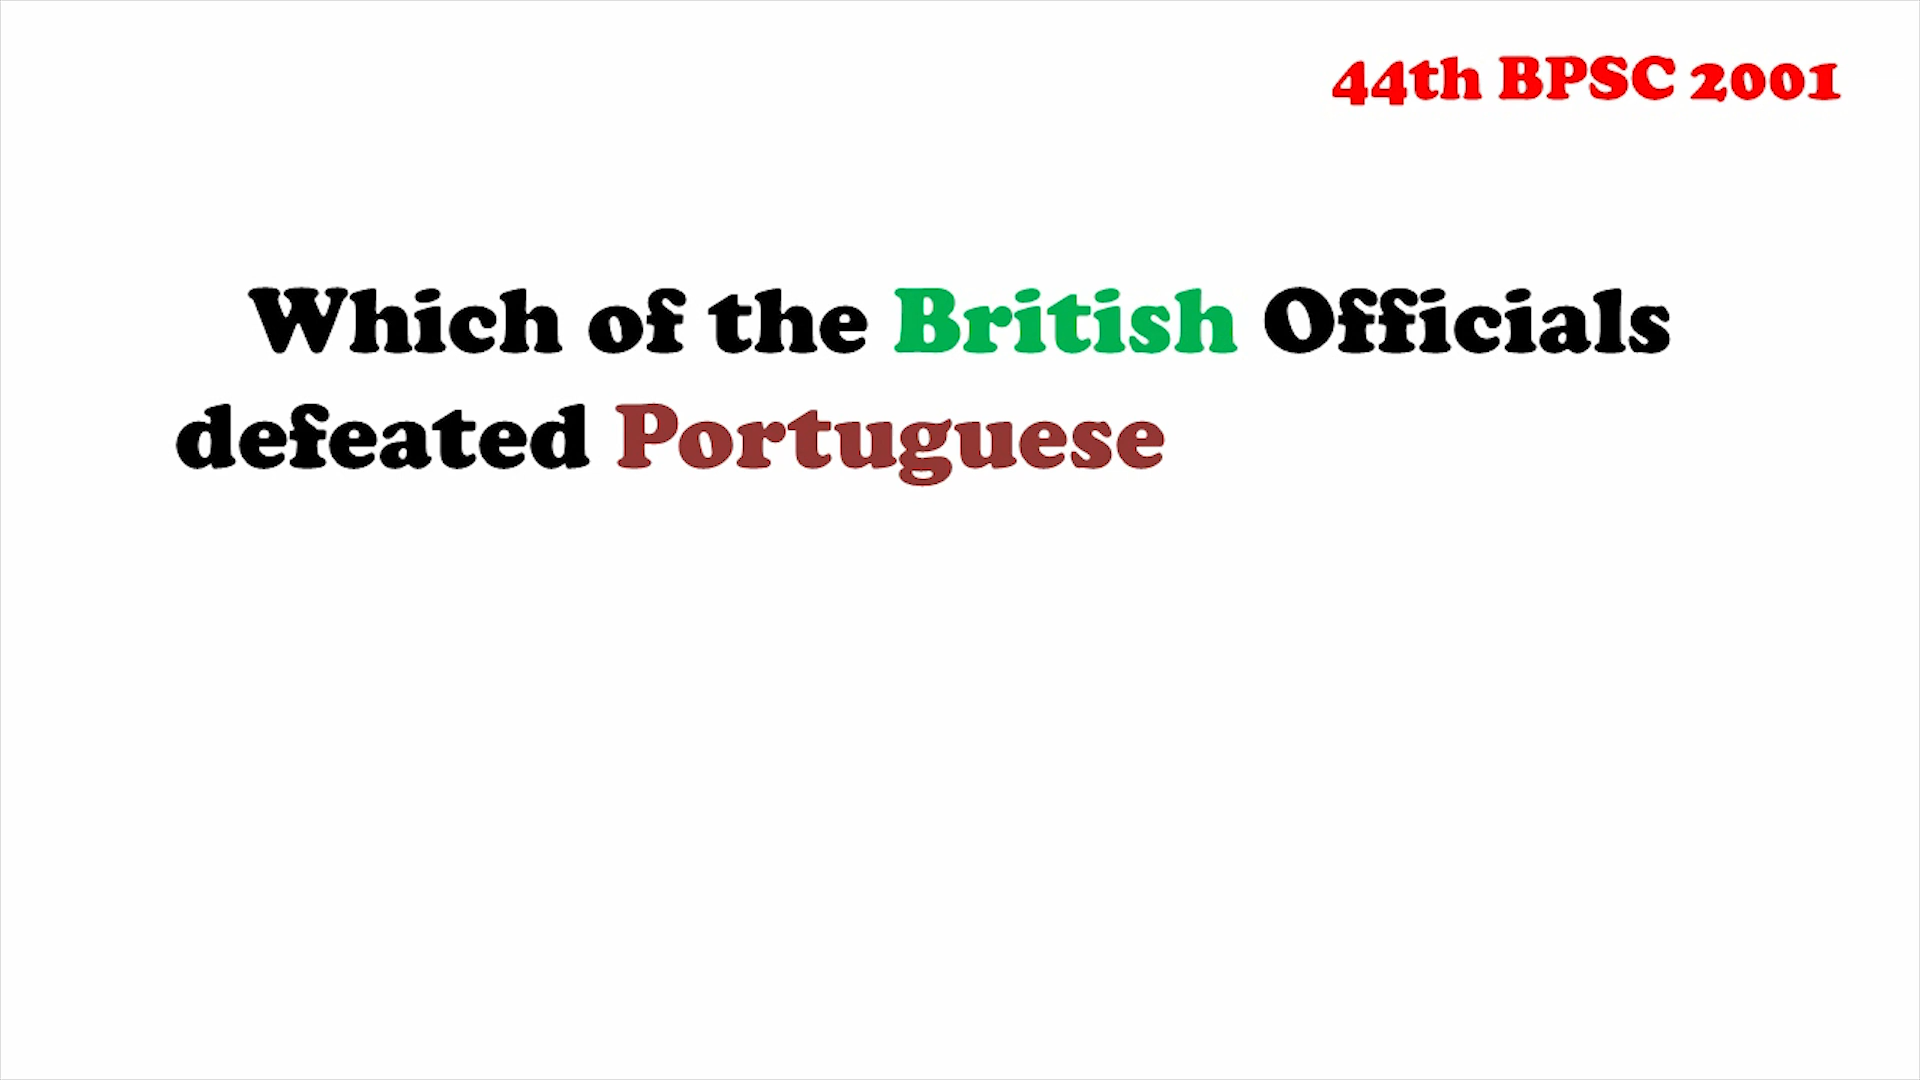 44th BPSC 2001
Which of the British Officials
defeated Portuguese